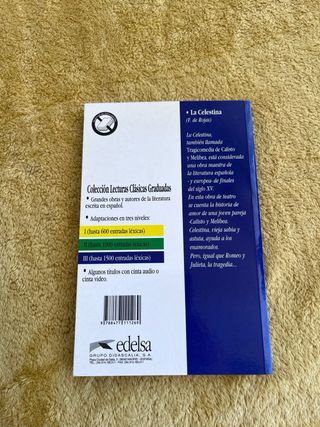 • La Celestina
(F. de Rojas)
La Celestina,
también llamada
Tragicomedia de Calisto y
Melibea, está considerada
una obra maestra de
la literatura española
- y europea- de finales
del siglo XV.
En esta obra de teatro
se cuenta la historia de
amor de una joven pareja
-Calisto y Melibea.
Celestina, vieja sabia y
astuta, ayuda a los
enamorados.
Pero, igual que Romeo y
Julieta, la tragedia...
Colección Lecturas Clásicas Graduadas
• Grandes obras y autores de la literatura
escrita en español.
• Adaptaciones en tres niveles:
I (hasta 600 entradas léxicas)
II (hasta 1000 entradas léxicas)
III (hasta 1500 entradas léxicas)
• Algunos títulos con cinta audio o
cinta video.
9 788477 111269
edelsa
GRUPO DIDASCALIA, S.A.